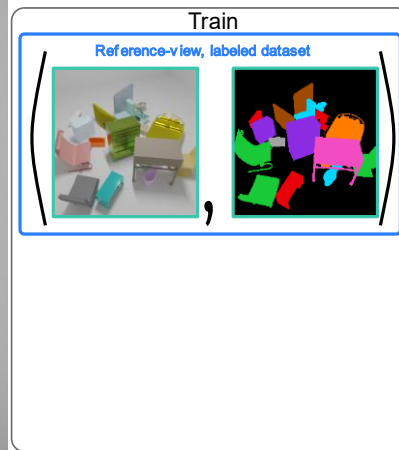 Train
Reference-view, labeled dataset
( , )